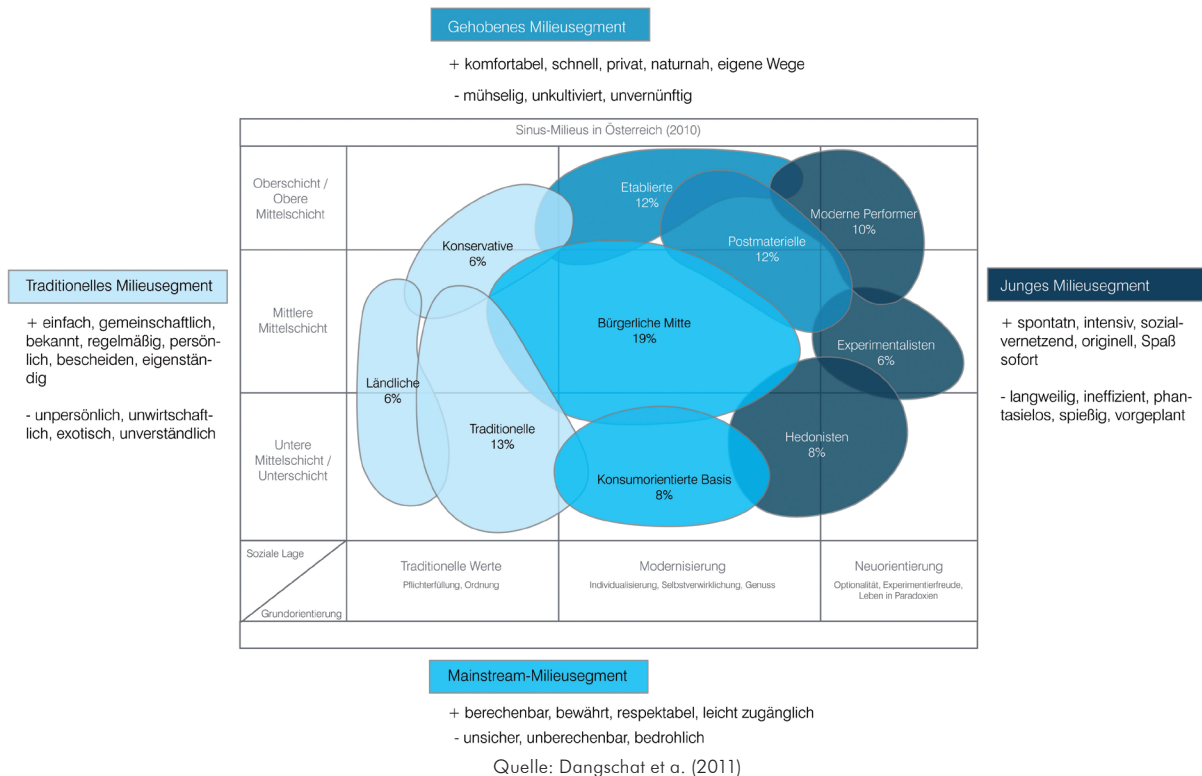 Gehobenes Milieusegment
+ komfortabel, schnell, privat, naturnah, eigene Wege
- mühselig, unkultiviert, unvernünftig
Sinus-Milieus in Österreich (2010)
Oberschicht /
Obere
Mittelschicht
Etablierte
12%
Moderne Performer
10%
Konservative
6%
Postmaterielle
12%
Traditionelles Milieusegment
+ einfach, gemeinschaftlich,
bekannt, regelmäßig, persön-
lich, bescheiden, eigenstän-
dig
- unpersönlich, unwirtschaft-
lich, exotisch, unverständlich
Mittlere
Mittelschicht
Bürgerliche Mitte
19%
Experimentalisten
6%
Ländliche
6%
Junges Milieusegment
+ spontatn, intensiv, sozial-
vernetzend, originell, Spaß
sofort
- langweilig, ineffizient, phan-
tasielos, spießig, vorgeplant
Untere
Mittelschicht /
Unterschicht
Traditionelle
13%
Hedonisten
8%
Konsumorientierte Basis
8%
Soziale Lage
Grundorientierung
Traditionelle Werte
Pflichterfüllung, Ordnung
Modernisierung
Individualisierung, Selbstverwirklichung, Genuss
Neuorientierung
Optionalität, Experimentierfreude,
Leben in Paradoxien
Mainstream-Milieusegment
+ berechenbar, bewährt, respektabel, leicht zugänglich
- unsicher, unberechenbar, bedrohlich
Quelle: Dangschat et a. (2011)